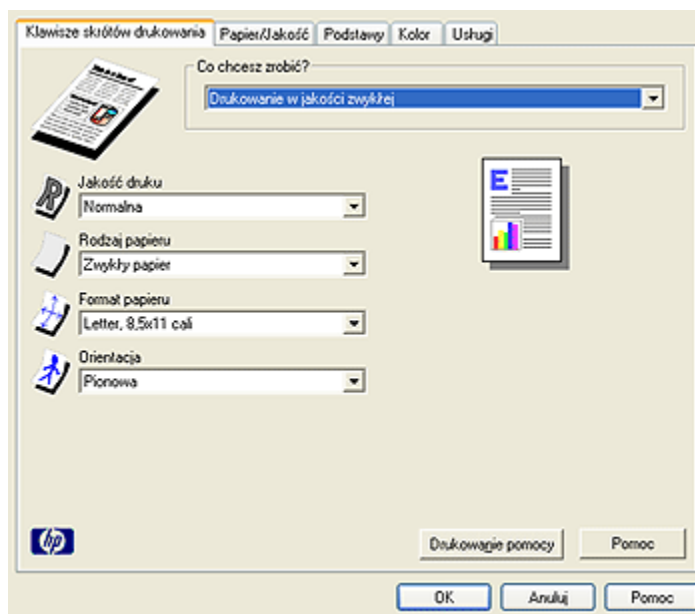 Klawisze skrótów drukowania Papier/Jakość Podstawy Kolor Usługi
Co chcesz zrobić?
Drukowanie w jakości zwykłej
Jakość druku
Normalna
Rodzaj papieru
Zwykły papier
Format papieru
Letter, 8,5x11 cali
Orientacja
Pionowa
hp
Drukowanie pomocy Pomoc
OK Anuluj Pomoc
E